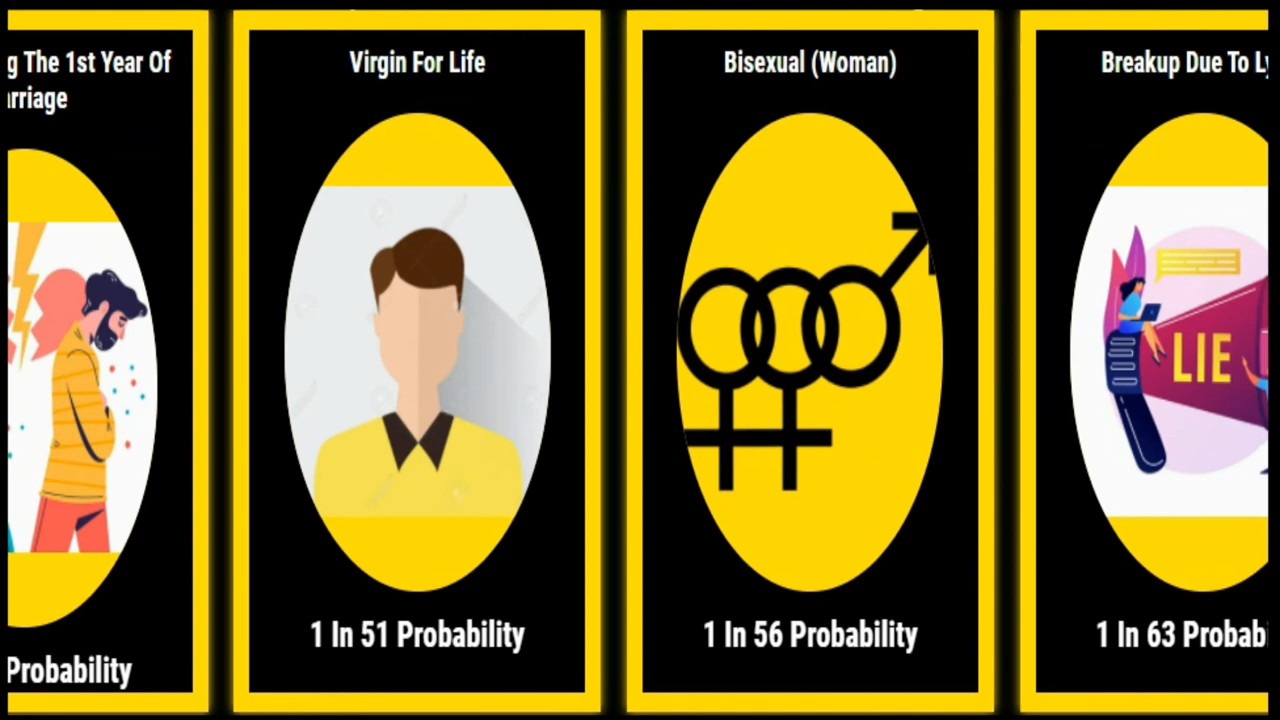 g The 1st Year Of
rriage
Probability
Virgin For Life
1 In 51 Probability
Bisexual (Woman)
1 In 56 Probability
Breakup Due To Ly
LIE
1 In 63 Probabi